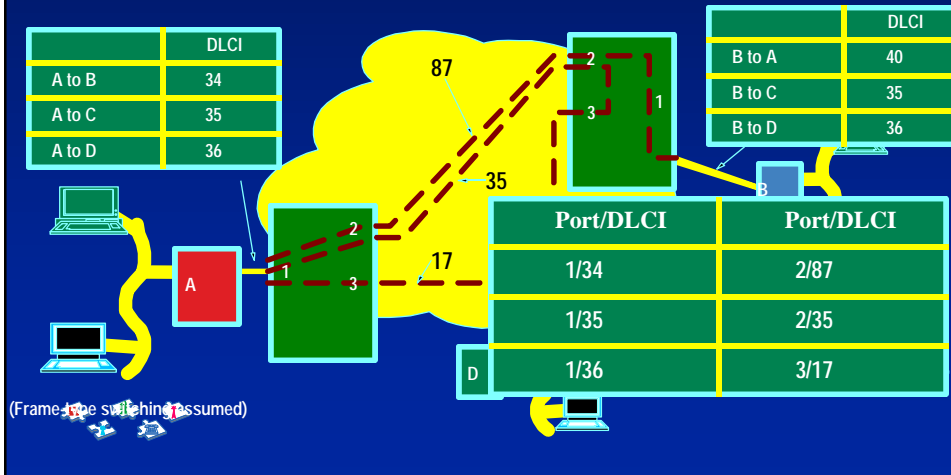 DLCI
A to B 34
A to C 35
A to D 36
DLCI
B to A 40
B to C 35
B to D 36
87
35
17
2
3
1
B
A
1
2
3
D
Port/DLCI Port/DLCI
1/34 2/87
1/35 2/35
1/36 3/17
(Frame-type switching assumed)